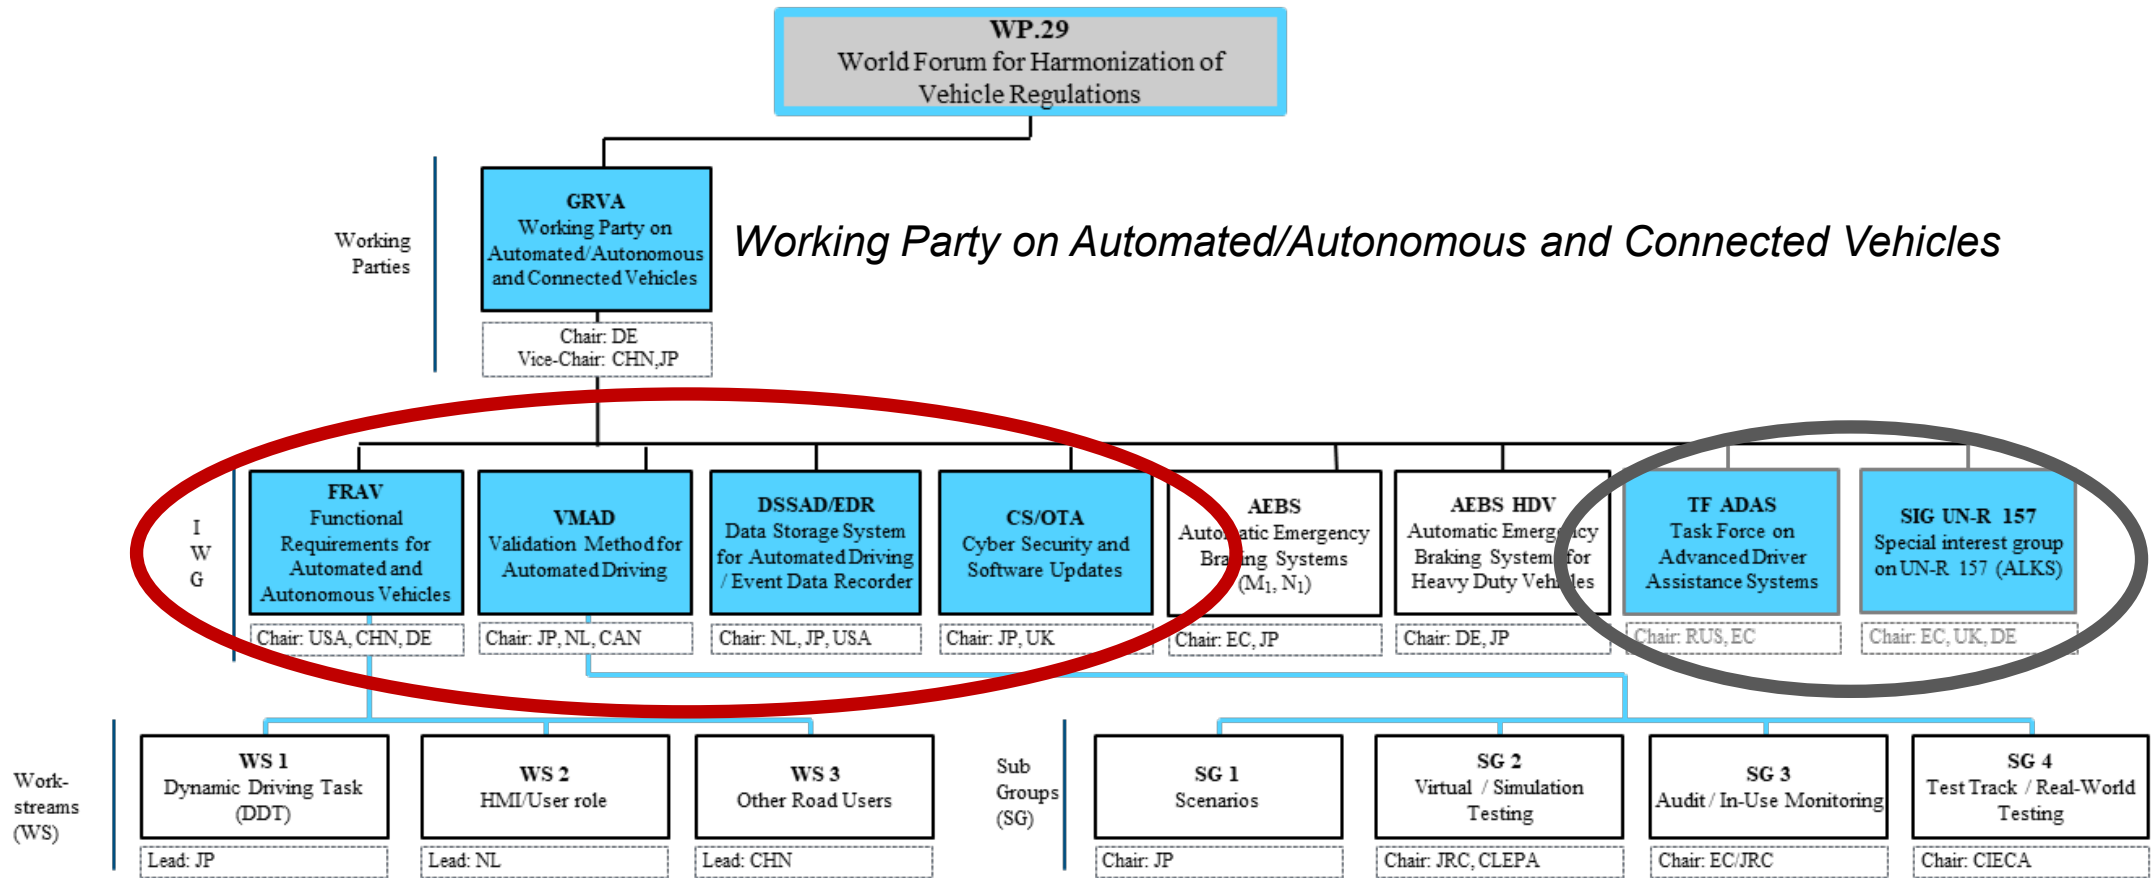 WP.29
World Forum for Harmonization of
Vehicle Regulations
Working
Parties
GRVA
Working Party on
Automated/Autonomous
and Connected Vehicles
Chair: DE
Vice-Chair: CHN,JP
Working Party on Automated/Autonomous and Connected Vehicles
I
W
G
FRAV
Functional
Requirements for
Automated and
Autonomous Vehicles
Chair: USA, CHN, DE
VMAD
Validation Method for
Automated Driving
Chair: JP, NL, CAN
DSSAD/EDR
Data Storage System
for Automated Driving
/ Event Data Recorder
Chair: NL, JP, USA
CS/OTA
Cyber Security and
Software Updates
Chair: JP, UK
AEBS
Automatic Emergency
Braking Systems
(M1, N1)
Chair: EC, JP
AEBS HDV
Automatic Emergency
Braking Systems for
Heavy Duty Vehicles
Chair: DE, JP
TF ADAS
Task Force on
Advanced Driver
Assistance Systems
Chair: RUS, EC
SIG UN-R 157
Special interest group
on UN-R 157 (ALKS)
Chair: EC, UK, DE
Work-
streams
(WS)
WS 1
Dynamic Driving Task
(DDT)
Lead: JP
WS 2
HMI/User role
Lead: NL
WS 3
Other Road Users
Lead: CHN
Sub
Groups
(SG)
SG 1
Scenarios
Chair: JP
SG 2
Virtual / Simulation
Testing
Chair: JRC, CLEPA
SG 3
Audit / In-Use Monitoring
Chair: EC/JRC
SG 4
Test Track / Real-World
Testing
Chair: CIECA